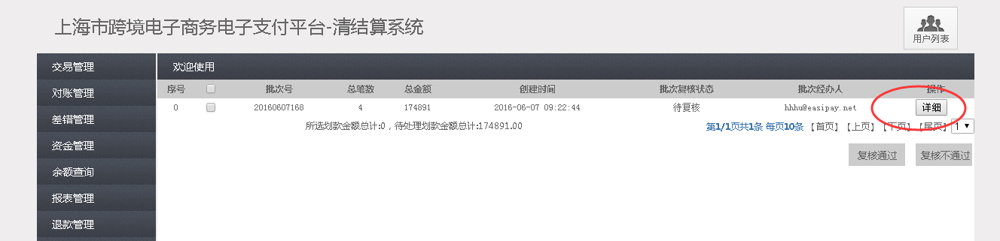 上海市跨境电子商务电子支付平台-清结算系统
用户列表
交易管理
对账管理
差错管理
资金管理
余额查询
报表管理
退款管理
欢迎使用
序号 批次号 总笔数 总金额 创建时间 批次复核状态 批次经办人 操作
0 20160607168 4 174891 2016-06-07 09:22:44 待复核 hhhu@easipay.net 详细
所选划款金额总计:0，待处理划款金额总计:174891.00 第1/1页共1条 每页10条 【首页】【上页】【下页】【尾页】 1
复核通过 复核不通过